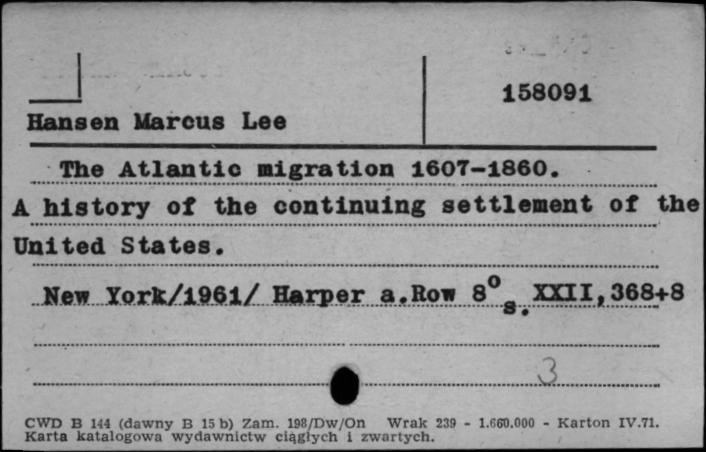 158091
Hansen Marcus Lee
The Atlantic migration 1607-1860.
A history of the continuing settlement of the
United States.
New York/1961/ Harper a.Row 8° s. XXII,368+8
3
CWD B 144 (dawny B 15 b) Zam. 198/Dw/On Wrak 239 - 1.660.000 - Karton IV.71.
Karta katalogowa wydawnictw ciągłych i zwartych.